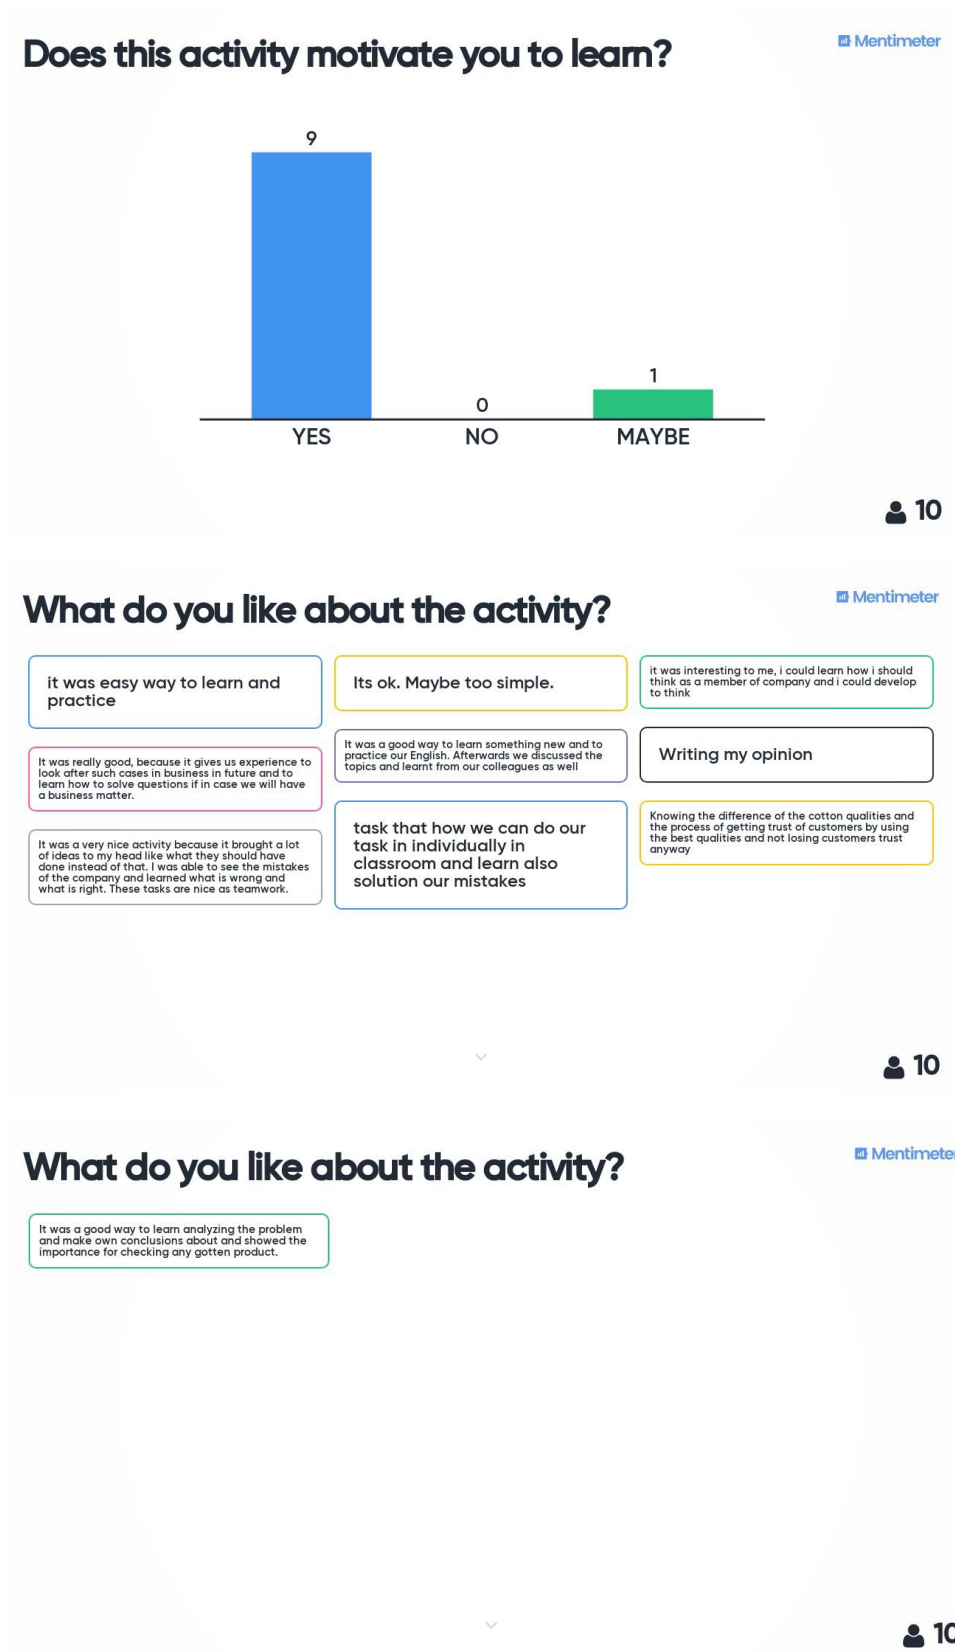 Does this activity motivate you to learn?
Mentimeter
9
0
1
YES
NO
MAYBE
10
What do you like about the activity?
Mentimeter
it was easy way to learn and
practice
It was really good, because it gives us experience to
look after such cases in business in future and to
learn how to solve questions if in case we will have
a business matter.
It was a very nice activity because it brought a lot
of ideas to my head like what they should have
done instead of that. I was able to see the mistakes
of the company and learned what is wrong and
what is right. These tasks are nice as teamwork.
Its ok. Maybe too simple.
It was a good way to learn something new and to
practice our English. Afterwards we discussed the
topics and learnt from our colleagues as well
task that how we can do our
task in individually in
classroom and learn also
solution our mistakes
it was interesting to me, i could learn how i should
think as a member of company and i could develop
to think
Writing my opinion
Knowing the difference of the cotton qualities and
the process of getting trust of customers by using
the best qualities and not losing customers trust
anyway
10
What do you like about the activity?
Mentimete
It was a good way to learn analyzing the problem
and make own conclusions about and showed the
importance for checking any gotten product.
10